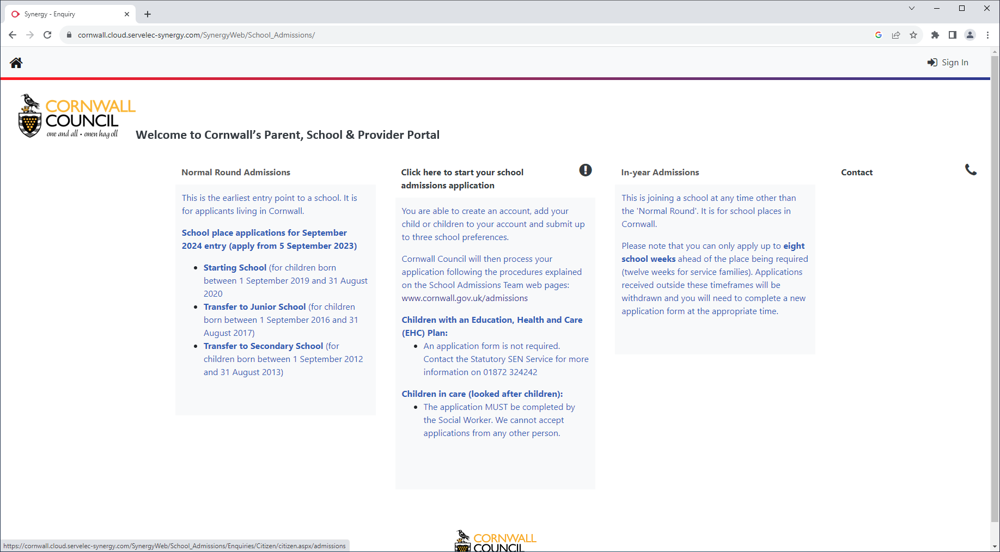 Synergy - Enquiry
cornwall.cloud.servelec-synergy.com/SynergyWeb/School_Admissions/
Sign In
CORNWALL
COUNCIL
one and all • onen hag oll
Welcome to Cornwall’s Parent, School & Provider Portal
Normal Round Admissions
This is the earliest entry point to a school. It is
for applicants living in Cornwall.
School place applications for September
2024 entry (apply from 5 September 2023)
• Starting School (for children born
between 1 September 2019 and 31 August
2020
• Transfer to Junior School (for children
born between 1 September 2016 and 31
August 2017)
• Transfer to Secondary School (for
children born between 1 September 2012
and 31 August 2013)
Click here to start your school
admissions application
You are able to create an account, add your
child or children to your account and submit up
to three school preferences.
Cornwall Council will then process your
application following the procedures explained
on the School Admissions Team web pages:
www.cornwall.gov.uk/admissions
Children with an Education, Health and Care
(EHC) Plan:
• An application form is not required.
Contact the Statutory SEN Service for more
information on 01872 324242
Children in care (looked after children):
• The application MUST be completed by
the Social Worker. We cannot accept
applications from any other person.
In-year Admissions
This is joining a school at any time other than
the 'Normal Round'. It is for school places in
Cornwall.
Please note that you can only apply up to eight
school weeks ahead of the place being required
(twelve weeks for service families). Applications
received outside these timeframes will be
withdrawn and you will need to complete a new
application form at the appropriate time.
Contact
CORNWALL
COUNCIL
https://cornwall.cloud.servelec-synergy.com/SynergyWeb/School_Admissions/Enquiries/Citizen/citizen.aspx/admissions